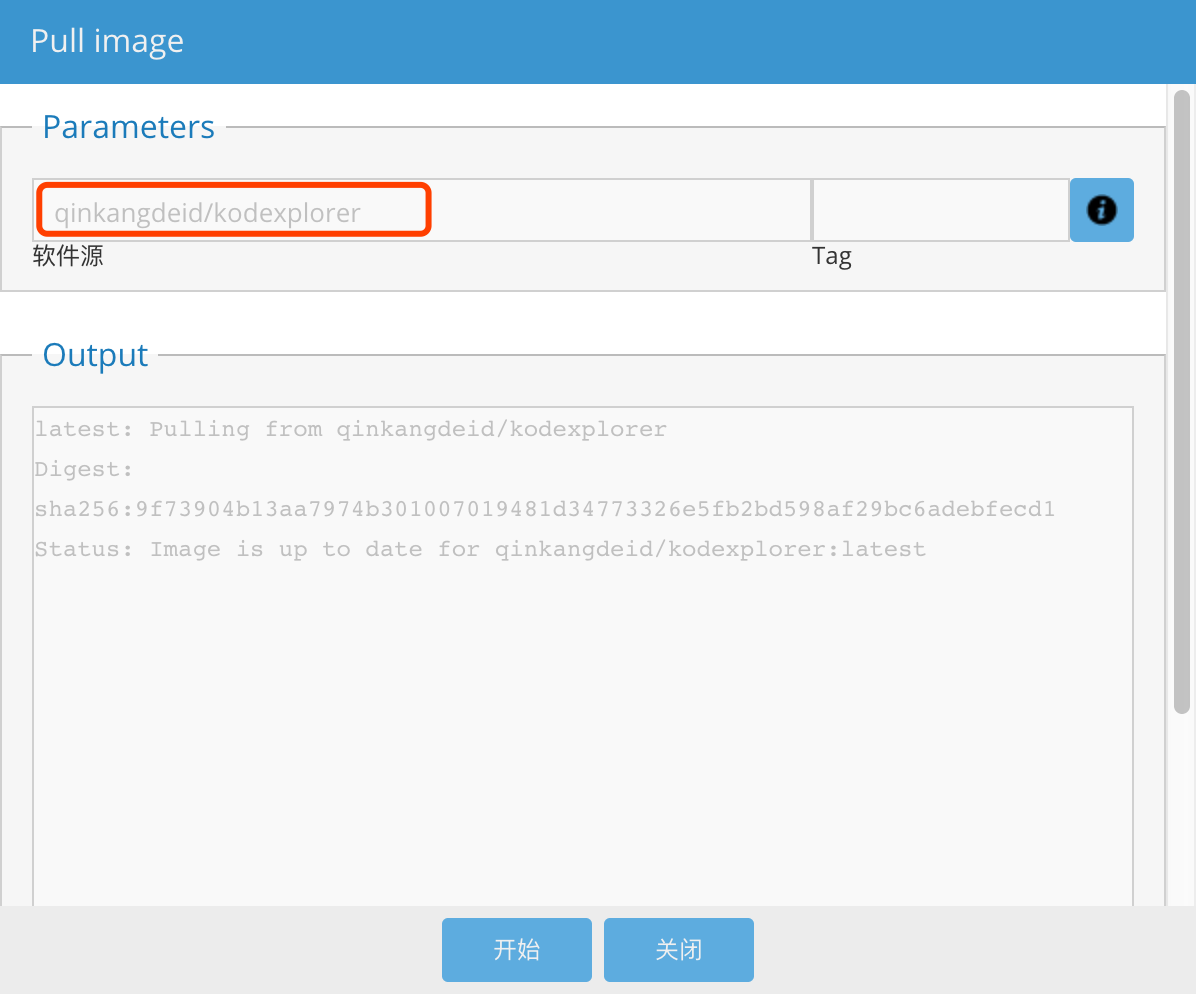 Pull image
Parameters
qinkangdeid/kodexplorer
软件源
Tag
Output
latest: Pulling from qinkangdeid/kodexplorer
Digest:
sha256:9f73904b13aa7974b301007019481d34773326e5fb2bd598af29bc6adebfecd1
Status: Image is up to date for qinkangdeid/kodexplorer:latest
开始
关闭